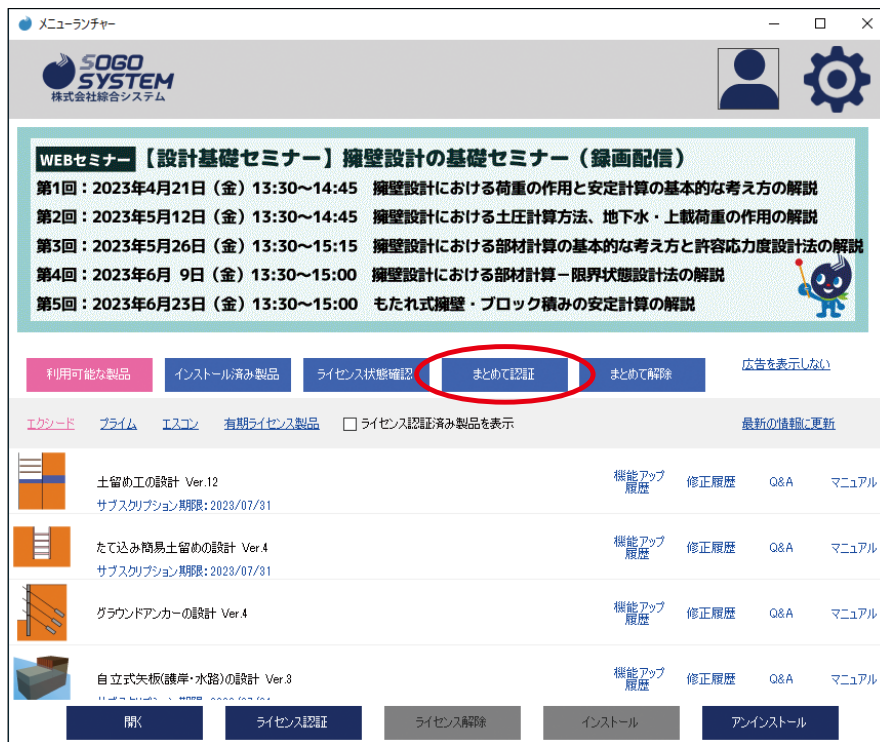 メニューランチャー
SOGO
SYSTEM
株式会社綜合システム
WEBセミナー 【設計基礎セミナー】擁壁設計の基礎セミナー（録画配信）
第1回：2023年4月21日（金）13:30～14:45 擁壁設計における荷重の作用と安定計算の基本的な考え方の解説
第2回：2023年5月12日（金）13:30～14:45 擁壁設計における土圧計算方法、地下水・上載荷重の作用の解説
第3回：2023年5月26日（金）13:30～15:15 擁壁設計における部材計算の基本的な考え方と許容応力度設計法の解説
第4回：2023年6月 9日（金）13:30～15:00 擁壁設計における部材計算－限界状態設計法の解説
第5回：2023年6月23日（金）13:30～15:00 もたれ式擁壁・ブロック積みの安定計算の解説
利用可能な製品 インストール済み製品 ライセンス状態確認 まとめて認証 まとめて解除 広告を表示しない
エクシード プライム エスコン 有期ライセンス製品 ライセンス認証済み製品を表示 最新の情報に更新
土留め工の設計 Ver.12 機能アップ履歴 修正履歴 Q&A マニュアル
サブスクリプション期限:2023/07/31
たて込み簡易土留めの設計 Ver.4 機能アップ履歴 修正履歴 Q&A マニュアル
サブスクリプション期限:2023/07/31
グラウンドアンカーの設計 Ver.4 機能アップ履歴 修正履歴 Q&A マニュアル
自立式矢板(護岸・水路)の設計 Ver.3 機能アップ履歴 修正履歴 Q&A マニュアル
開く ライセンス認証 ライセンス解除 インストール アンインストール